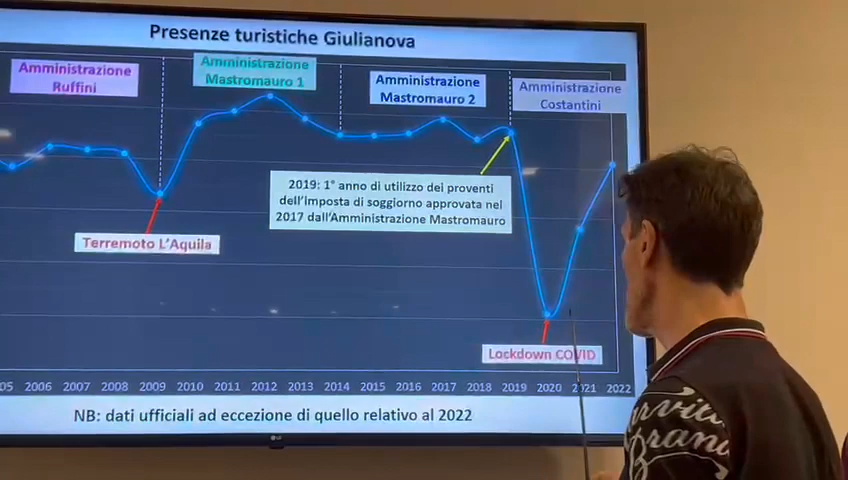 Presenze turistiche Giulianova
Amministrazione
Ruffini
Amministrazione
Mastromauro 1
Amministrazione
Mastromauro 2
Amministrazione
Costantini
2019: 1° anno di utilizzo dei proventi
dell'imposta di soggiorno approvata nel
2017 dall'Amministrazione Mastromauro
Terremoto L'Aquila
Lockdown COVID
05 2006 2007 2008 2009 2010 2011 2012 2013 2014 2015 2016 2017 2018 2019 2020 2021 2022
NB: dati ufficiali ad eccezione di quello relativo al 2022
LG